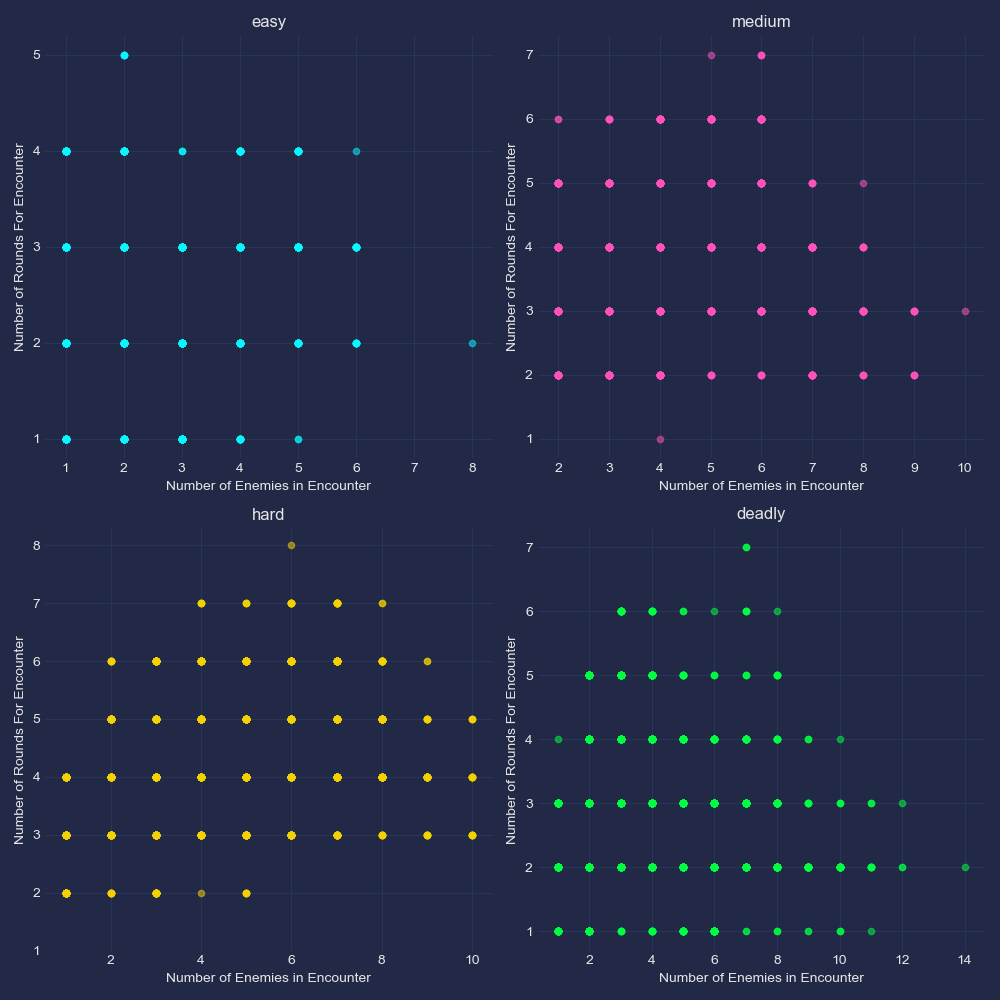 easy
5
4
3
2
1
Number of Rounds For Encounter
1 2 3 4 5 6 7 8
Number of Enemies in Encounter
medium
7
6
5
4
3
2
1
Number of Rounds For Encounter
2 3 4 5 6 7 8 9 10
Number of Enemies in Encounter
hard
8
7
6
5
4
3
2
1
Number of Rounds For Encounter
2 4 6 8 10
Number of Enemies in Encounter
deadly
7
6
5
4
3
2
1
Number of Rounds For Encounter
2 4 6 8 10 12 14
Number of Enemies in Encounter